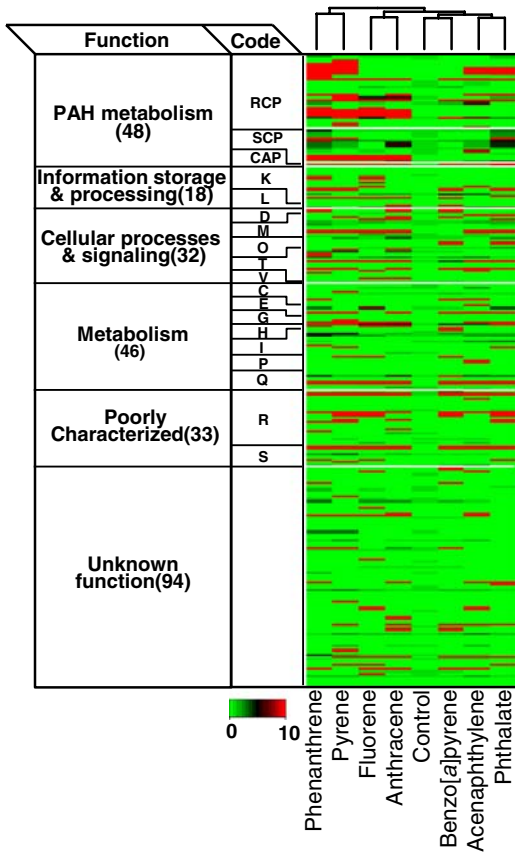 Function Code
PAH metabolism
(48)
RCP
SCP
CAP
Information storage
& processing(18)
K
L
Cellular processes
& signaling(32)
D
M
O
T
V
Metabolism
(46)
C
E
G
H
I
P
Q
Poorly
Characterized(33)
R
S
Unknown
function(94)
0 10
Phenanthrene
Pyrene
Fluorene
Anthracene
Control
Benzo[a]pyrene
Acenaphthylene
Phthalate